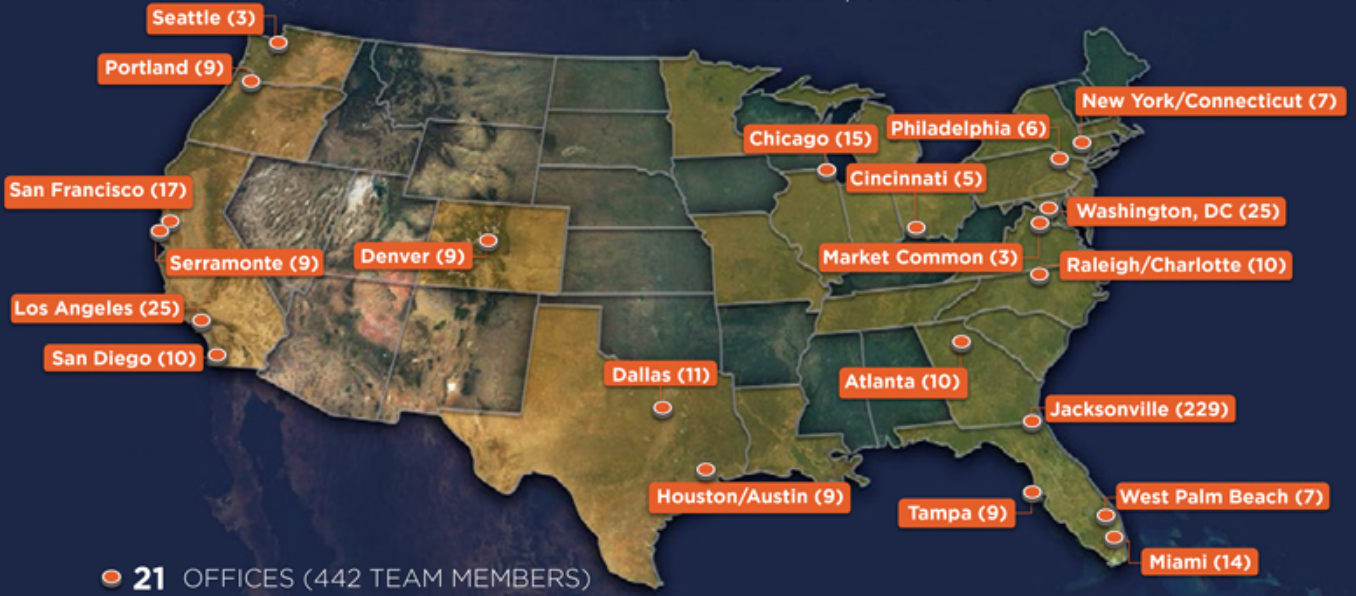 Seattle (3)
Portland (9)
New York/Connecticut (7)
Philadelphia (6)
Chicago (15)
Cincinnati (5)
San Francisco (17)
Washington, DC (25)
Serramonte (9)
Denver (9)
Market Common (3)
Raleigh/Charlotte (10)
Los Angeles (25)
San Diego (10)
Dallas (11)
Atlanta (10)
Jacksonville (229)
Houston/Austin (9)
West Palm Beach (7)
Tampa (9)
Miami (14)
21 OFFICES (442 TEAM MEMBERS)